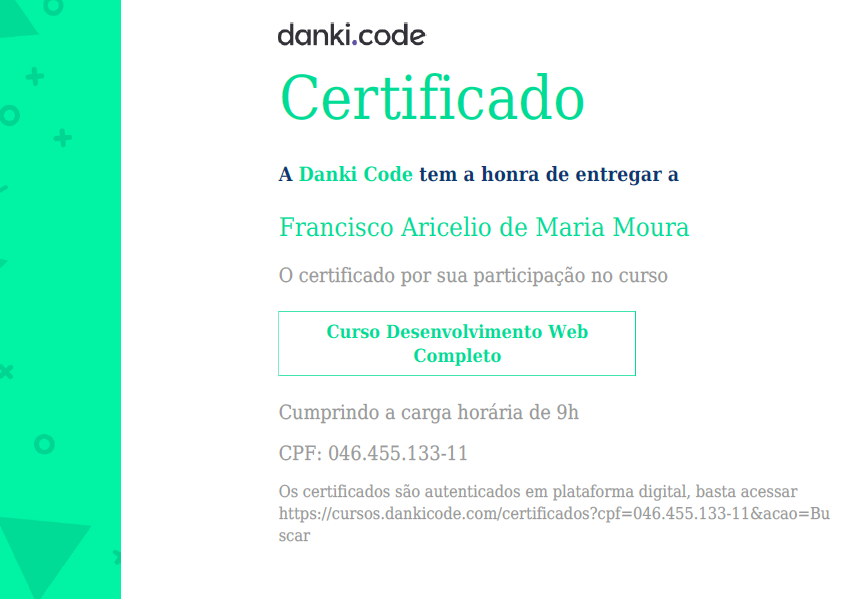 danki.code
Certificado
A Danki Code tem a honra de entregar a
Francisco Aricelio de Maria Moura
O certificado por sua participação no curso
Curso Desenvolvimento Web
Completo
Cumprindo a carga horária de 9h
CPF: 046.455.133-11
Os certificados são autenticados em plataforma digital, basta acessar
https://cursos.dankicode.com/certificados?cpf=046.455.133-11&acao=Bu
scar